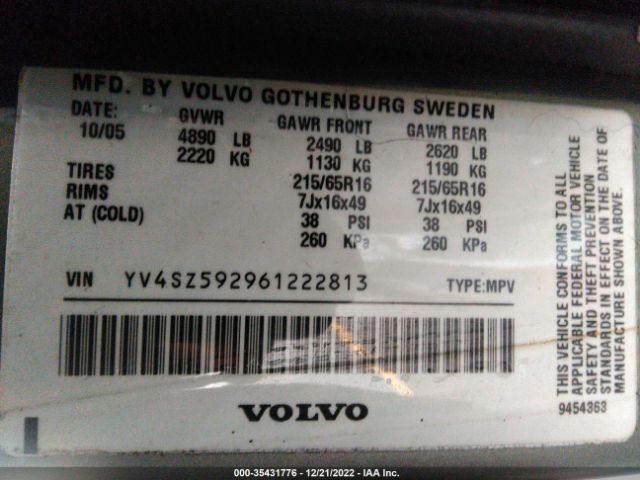 MFD. BY VOLVO GOTHENBURG SWEDEN
DATE: GVWR GAWR FRONT GAWR REAR
10/05 4890 LB 2490 LB 2620 LB
2220 KG 1130 KG 1190 KG
TIRES 215/65R16 215/65R16
RIMS 7Jx16x49 7Jx16x49
AT (COLD) 38 PSI 38 PSI
260 KPa 260 KPa
VIN YV4SZ592961222813 TYPE:MPV
VOLVO
THIS VEHICLE CONFORMS TO ALL
APPLICABLE FEDERAL MOTOR VEHICLE
SAFETY AND THEFT PREVENTION
STANDARDS IN EFFECT ON THE DATE OF
MANUFACTURE SHOWN ABOVE.
9454363
000-35431776 - 12/21/2022 - IAA Inc.